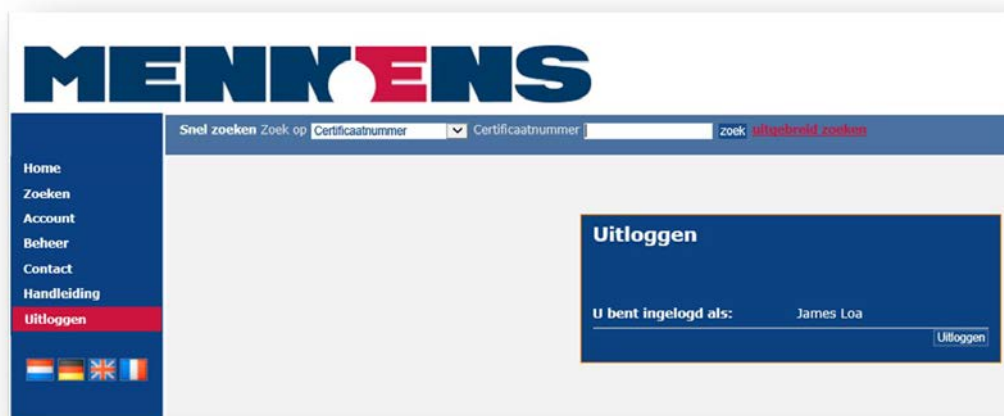 MENNENS
Snel zoeken Zoek op Certificaatnummer Certificaatnummer zoek uitgebreid zoeken
Home
Zoeken
Account
Beheer
Contact
Handleiding
Uitloggen
Uitloggen
U bent ingelogd als: James Loa
Uitloggen